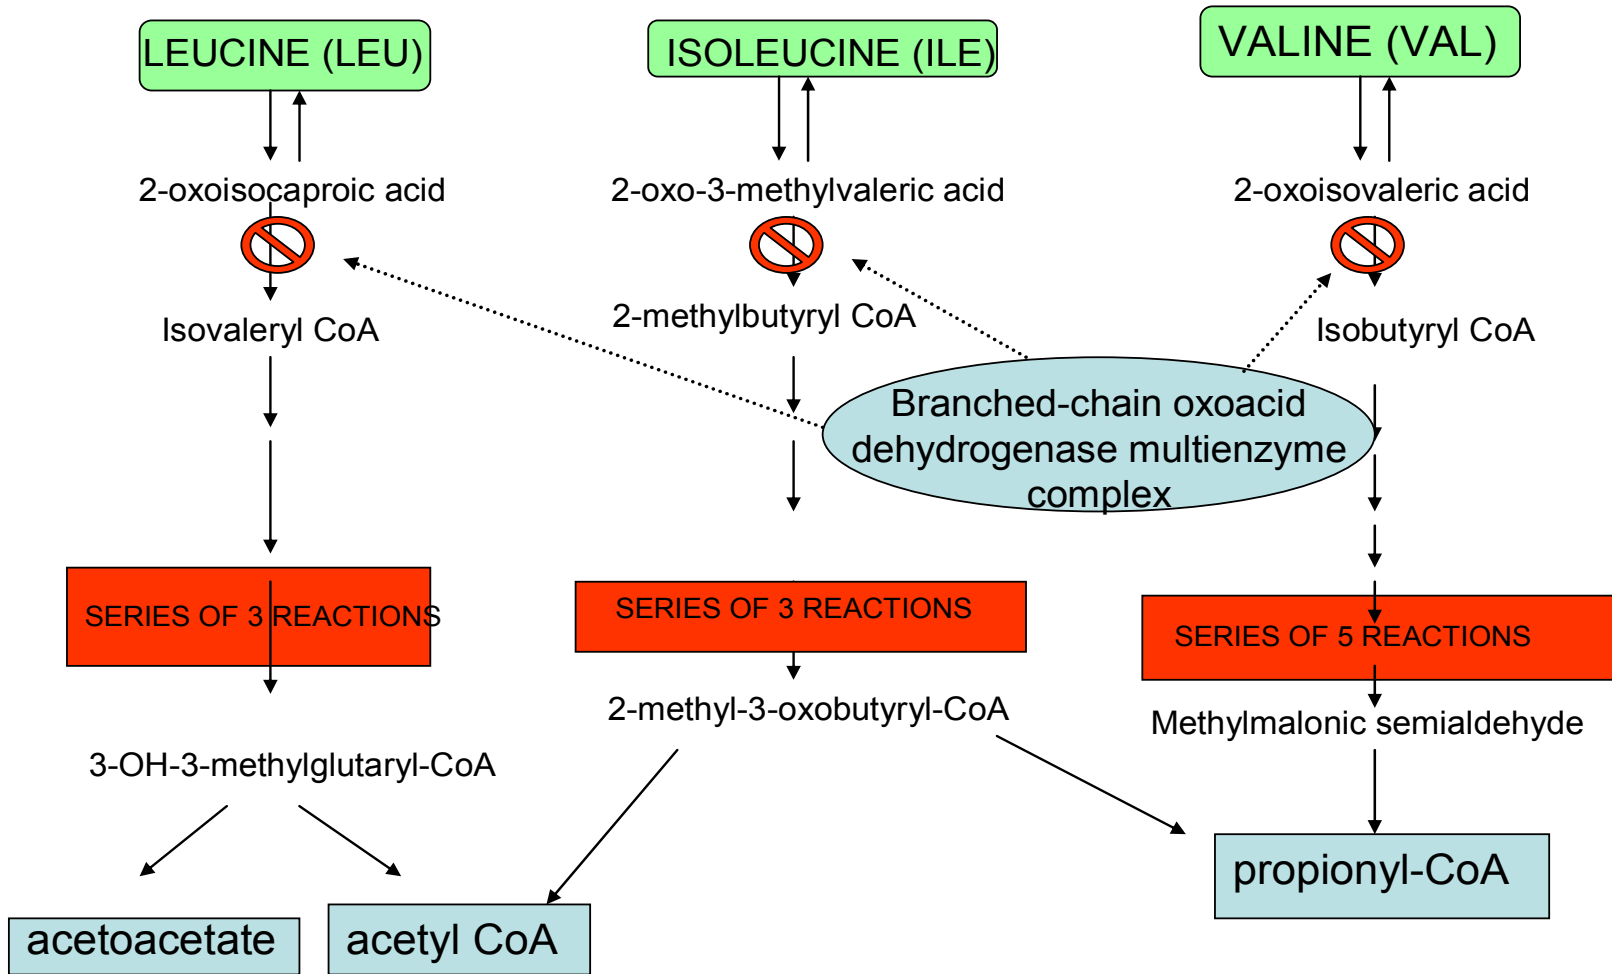 LEUCINE (LEU)
ISOLEUCINE (ILE)
VALINE (VAL)
2-oxoisocaproic acid
2-oxo-3-methylvaleric acid
2-oxoisovaleric acid
Isovaleryl CoA
2-methylbutyryl CoA
Isobutyryl CoA
Branched-chain oxoacid
dehydrogenase multienzyme
complex
SERIES OF 3 REACTIONS
SERIES OF 3 REACTIONS
SERIES OF 5 REACTIONS
2-methyl-3-oxobutyryl-CoA
Methylmalonic semialdehyde
3-OH-3-methylglutaryl-CoA
propionyl-CoA
acetoacetate
acetyl CoA